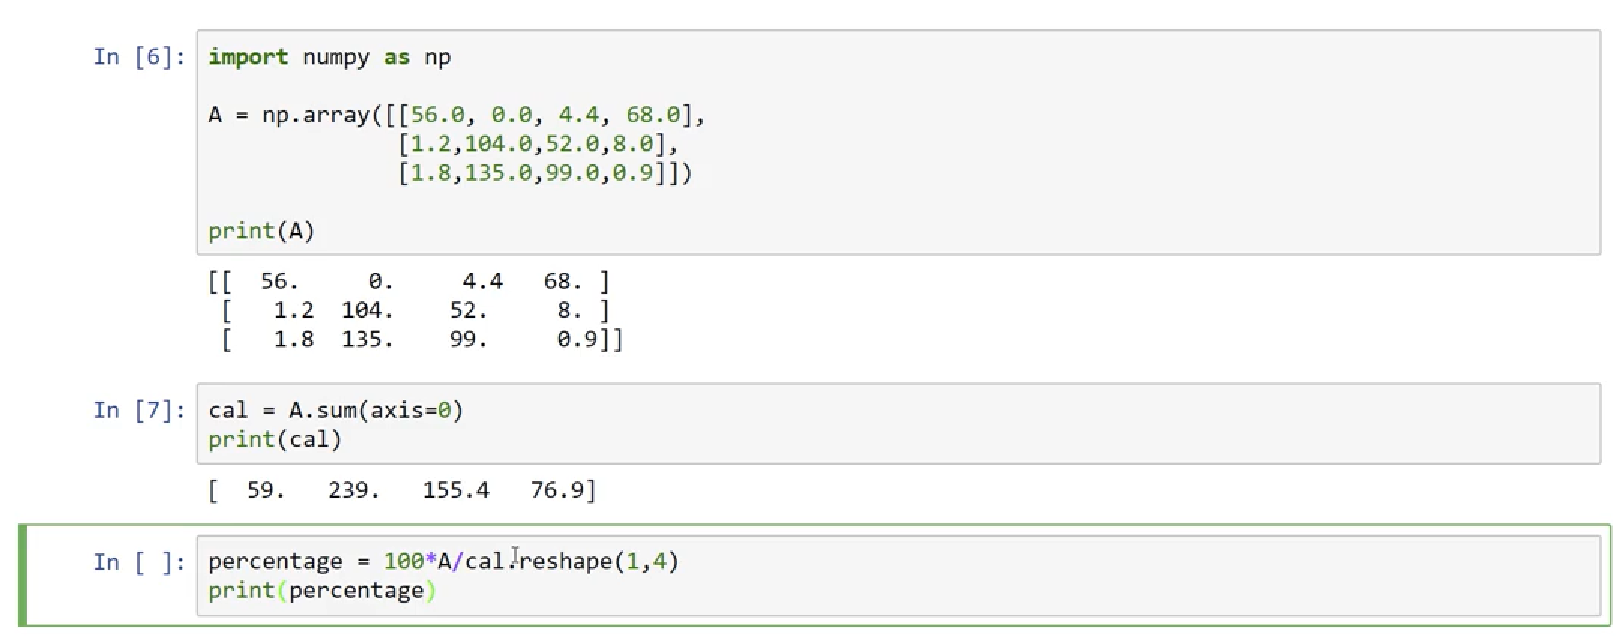 In [6]: import numpy as np
A = np.array([[56.0, 0.0, 4.4, 68.0],
[1.2,104.0,52.0,8.0],
[1.8,135.0,99.0,0.9]])
print(A)
[[ 56. 0. 4.4 68. ]
[ 1.2 104. 52. 8. ]
[ 1.8 135. 99. 0.9]]
In [7]: cal = A.sum(axis=0)
print(cal)
[ 59. 239. 155.4 76.9]
In [ ]: percentage = 100*A/cal.reshape(1,4)
print(percentage)